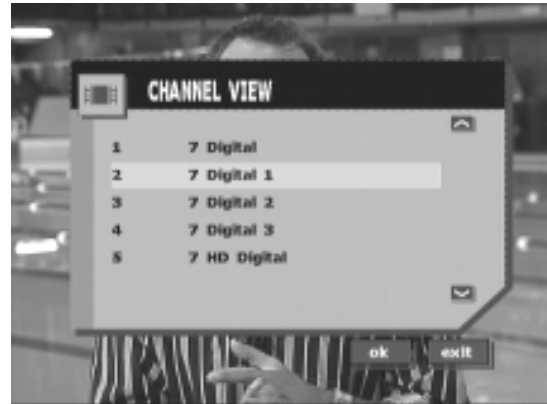 CHANNEL VIEW
1 7 Digital
2 7 Digital 1
3 7 Digital 2
4 7 Digital 3
5 7 HD Digital
ok exit